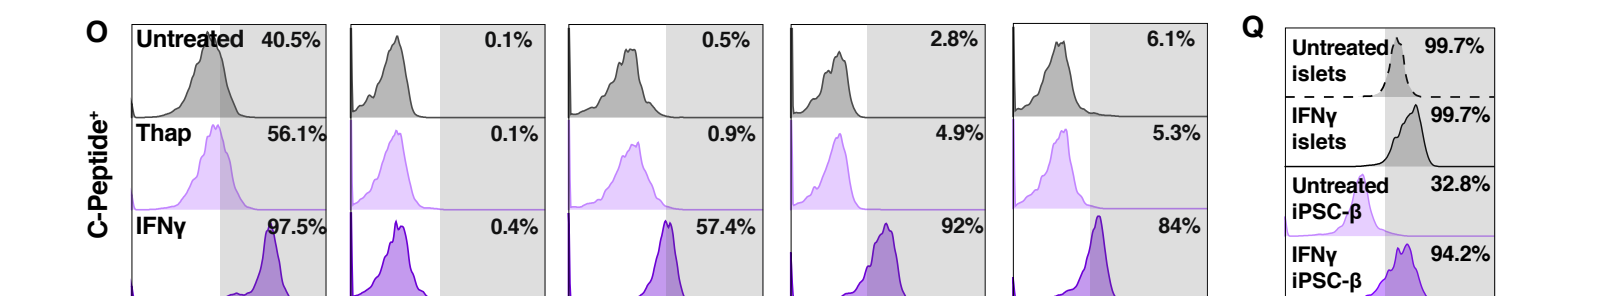 O
C-Peptide⁺
Untreated 40.5% 0.1% 0.5% 2.8% 6.1%
Thap 56.1% 0.1% 0.9% 4.9% 5.3%
IFNγ 97.5% 0.4% 57.4% 92% 84%
Q
Untreated 99.7%
islets
IFNγ 99.7%
islets
Untreated 32.8%
iPSC-β
IFNγ 94.2%
iPSC-β